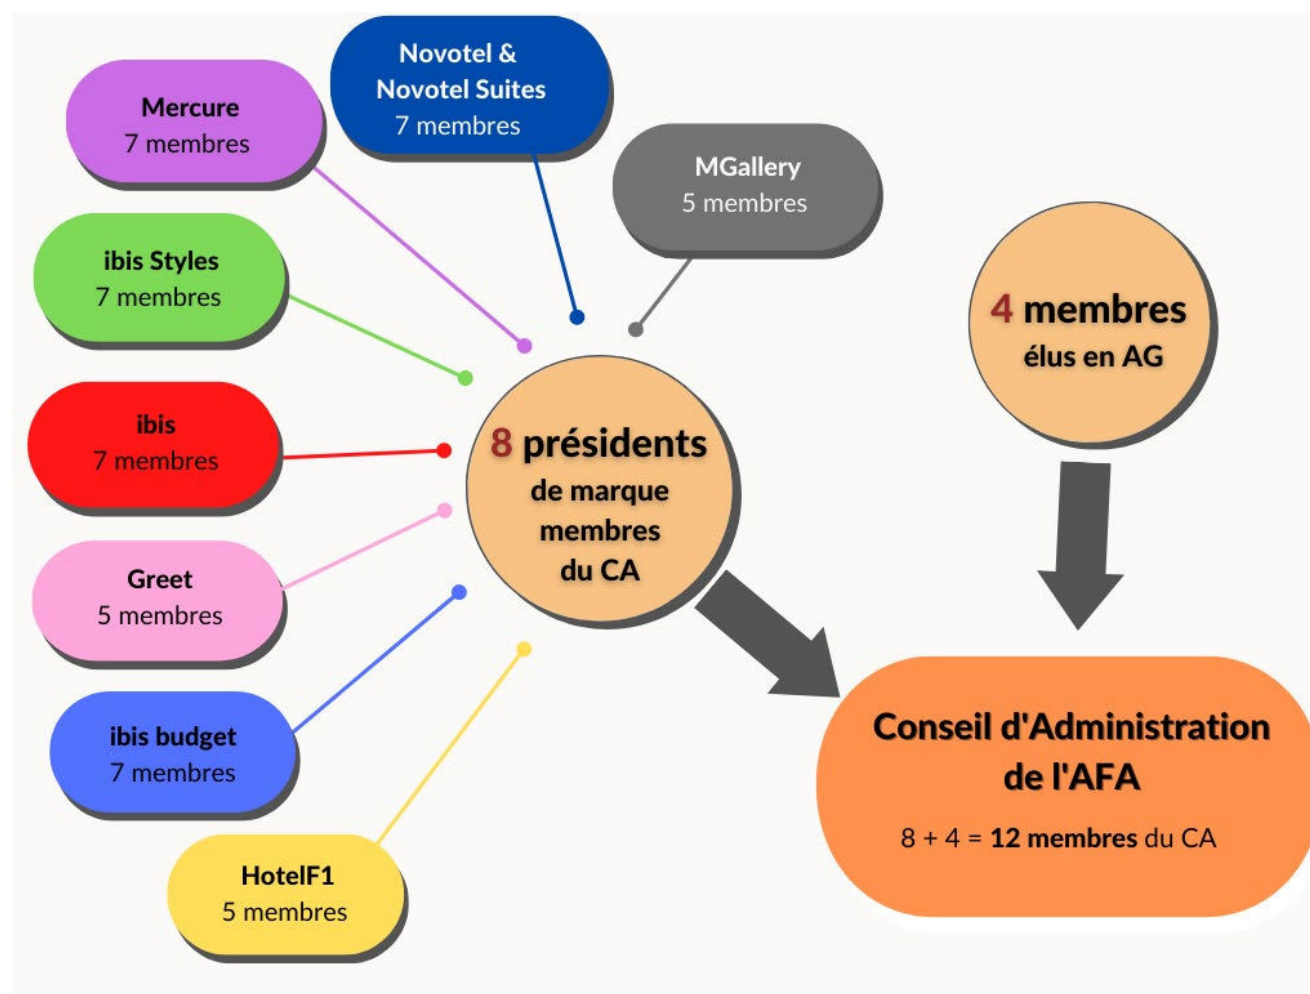 Novotel &
Novotel Suites
7 membres
Mercure
7 membres
MGallery
5 membres
ibis Styles
7 membres
ibis
7 membres
Greet
5 membres
ibis budget
7 membres
HotelF1
5 membres
8 présidents
de marque
membres
du CA
4 membres
élus en AG
Conseil d'Administration
de l'AFA
8 + 4 = 12 membres du CA